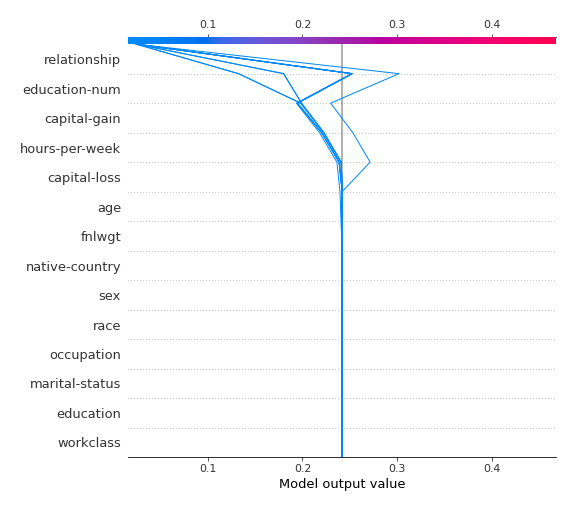 0.1 0.2 0.3 0.4
relationship
education-num
capital-gain
hours-per-week
capital-loss
age
fnlwgt
native-country
sex
race
occupation
marital-status
education
workclass
0.1 0.2 0.3 0.4
Model output value